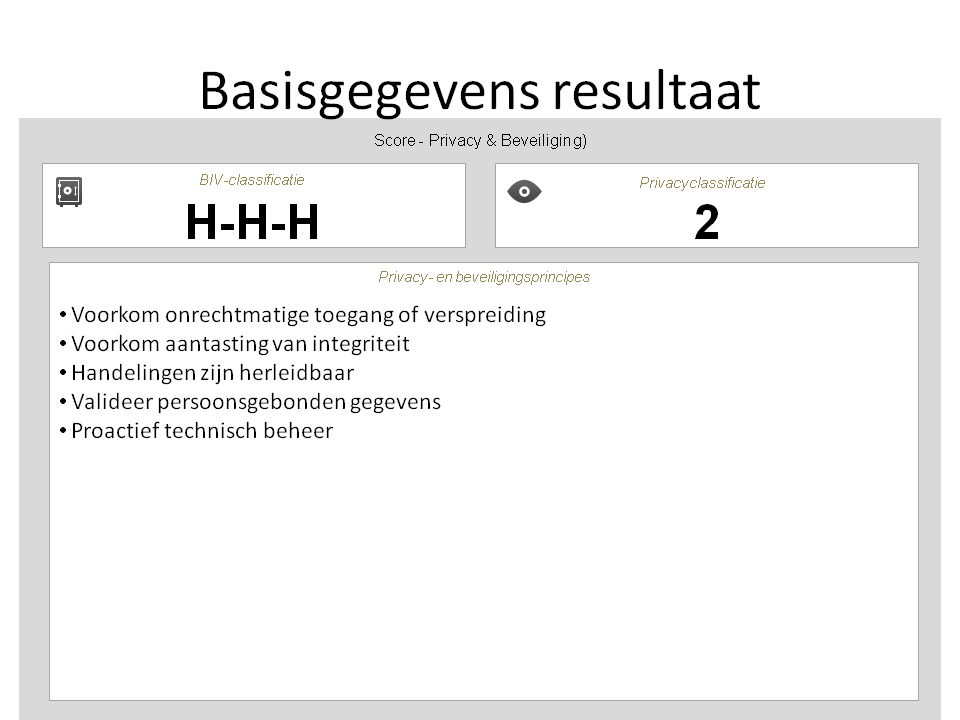 Basisgegevens resultaat
Score - Privacy & Beveiliging)
BIV-classificatie
H-H-H
Privacyclassificatie
2
Privacy- en beveiligingsprincipes
• Voorkom onrechtmatige toegang of verspreiding
• Voorkom aantasting van integriteit
• Handelingen zijn herleidbaar
• Valideer persoonsgebonden gegevens
• Proactief technisch beheer